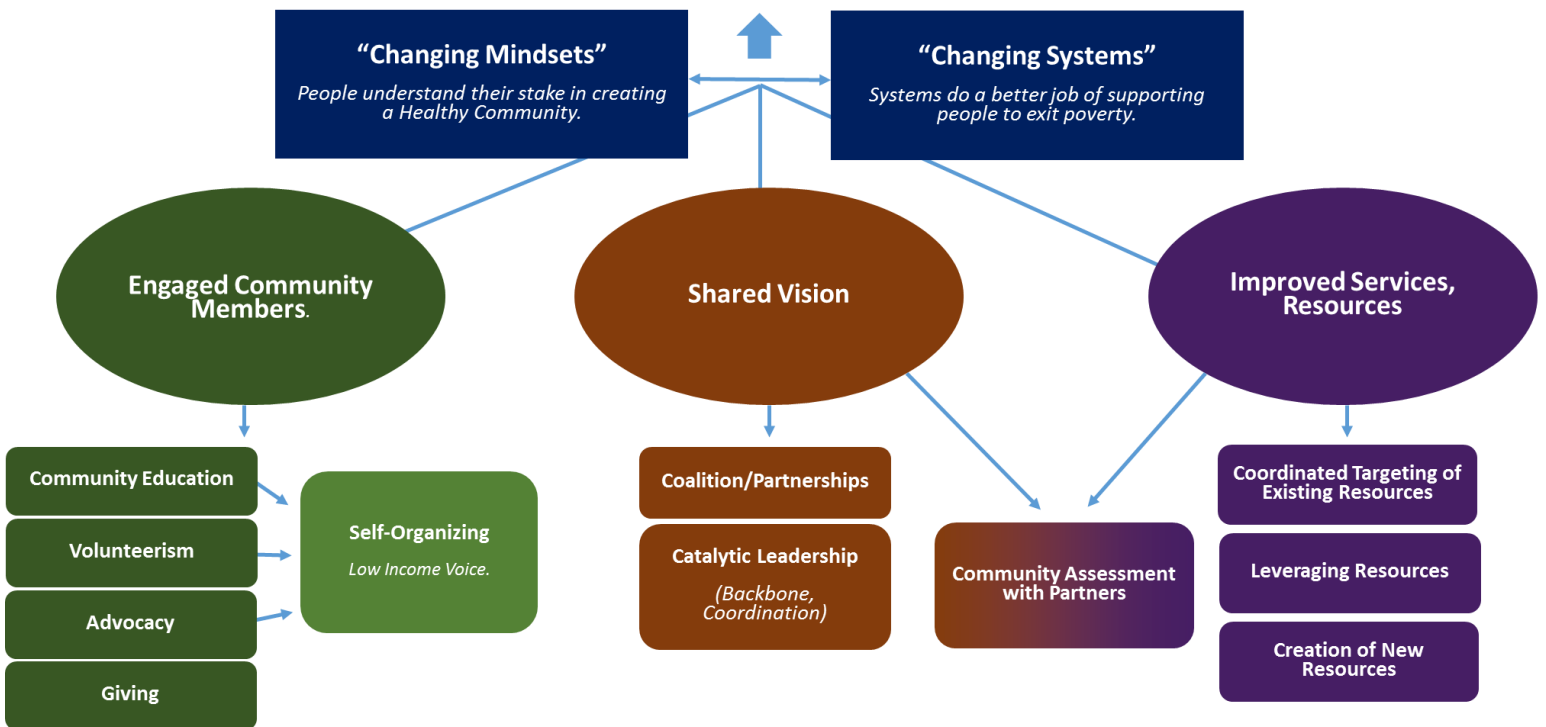 “Changing Mindsets”
People understand their stake in creating
a Healthy Community.
“Changing Systems”
Systems do a better job of supporting
people to exit poverty.
Engaged Community
Members.
Shared Vision
Improved Services,
Resources
Community Education
Volunteerism
Advocacy
Giving
Self-Organizing
Low Income Voice.
Coalition/Partnerships
Catalytic Leadership
(Backbone,
Coordination)
Community Assessment
with Partners
Coordinated Targeting of
Existing Resources
Leveraging Resources
Creation of New
Resources